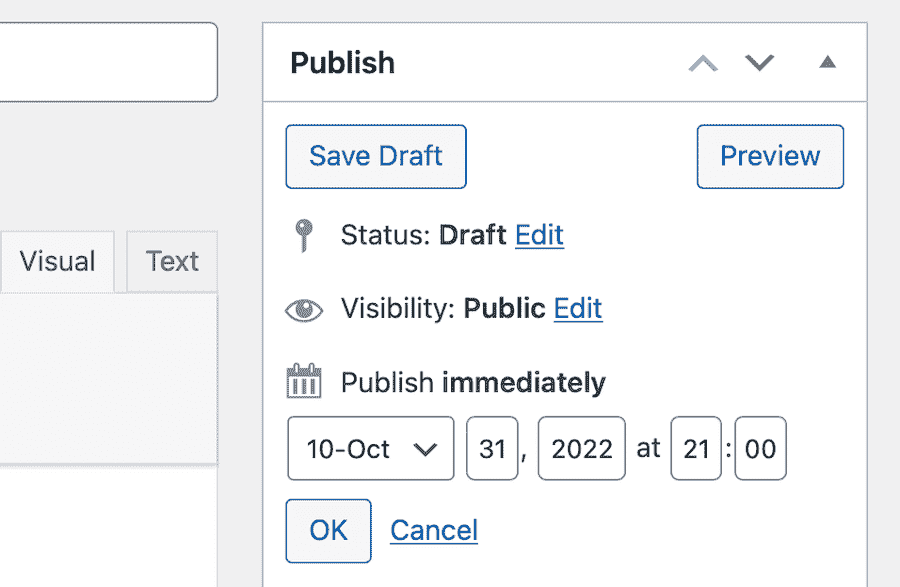 Publish
Save Draft
Preview
Visual
Text
Status: Draft Edit
Visibility: Public Edit
Publish immediately
10-Oct 31, 2022 at 21:00
OK Cancel